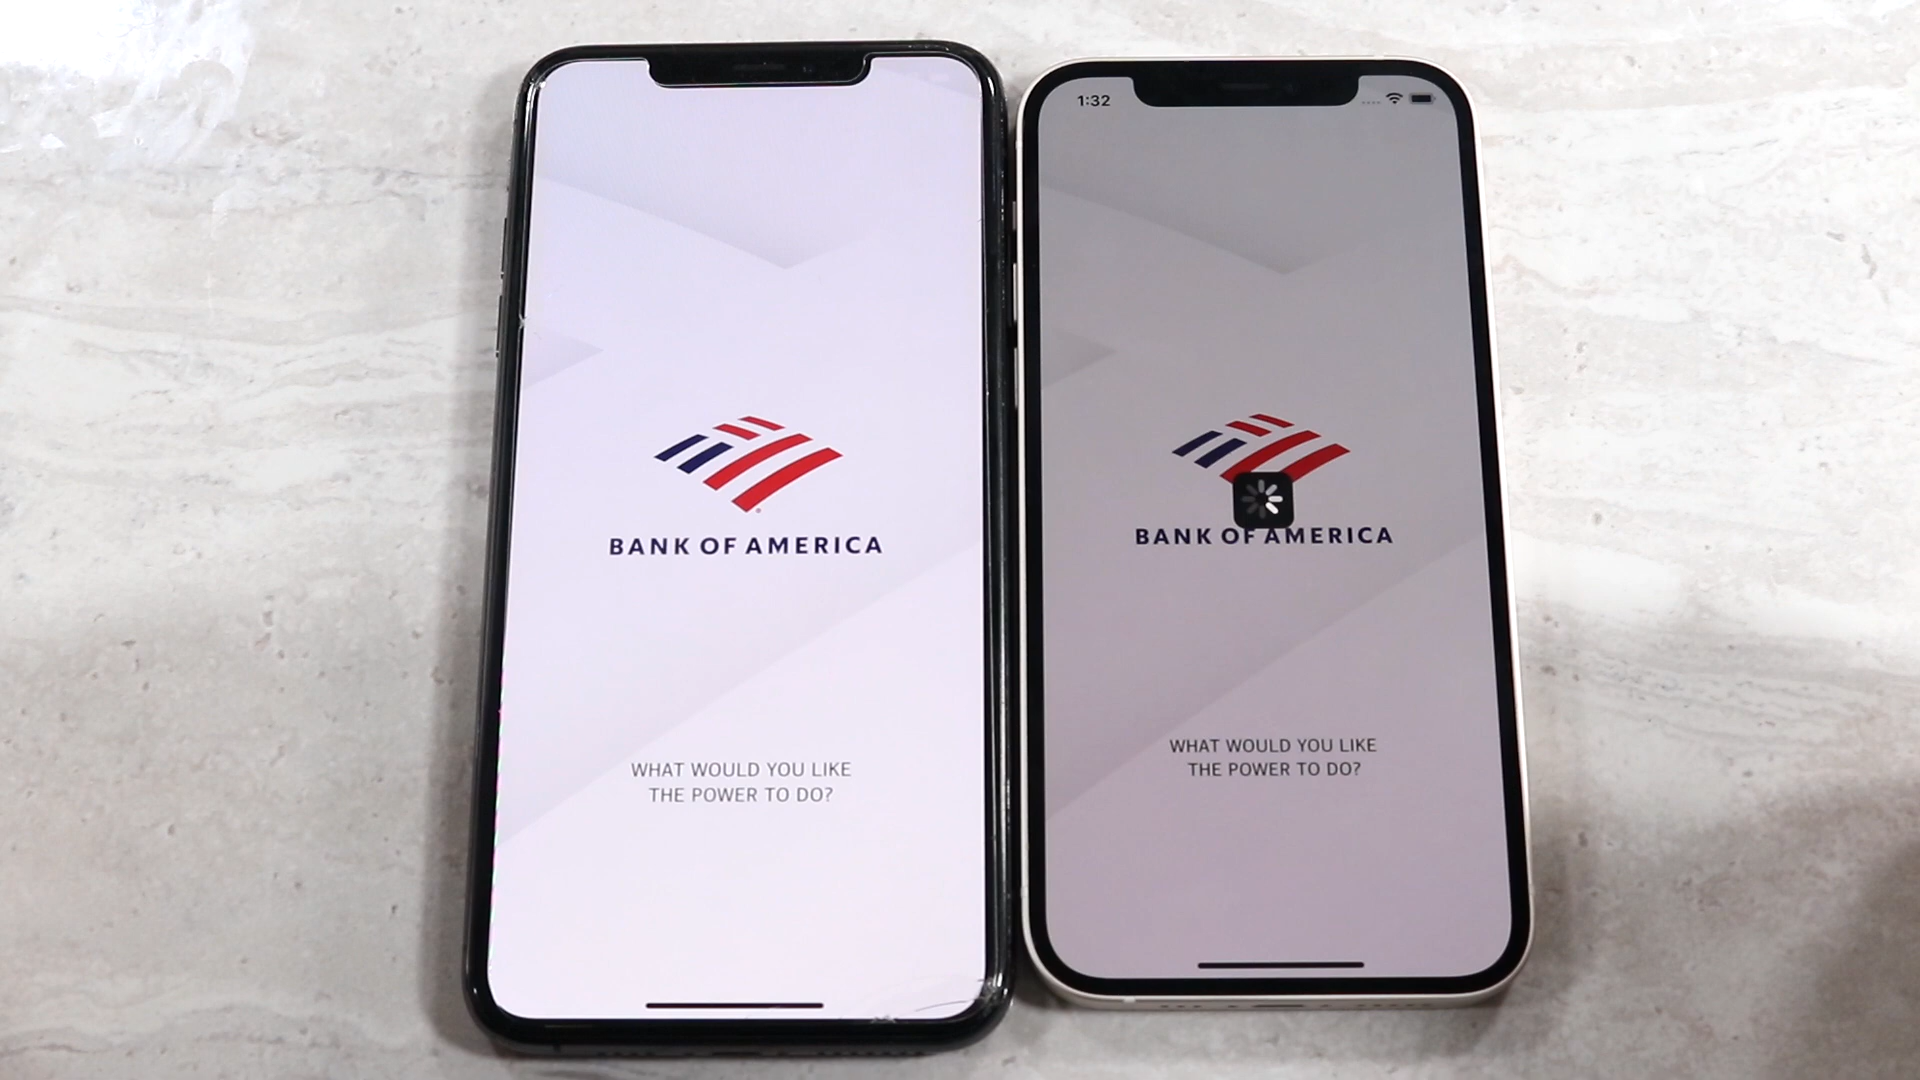 BANK OF AMERICA
WHAT WOULD YOU LIKE
THE POWER TO DO?
1:32
BANK OF AMERICA
WHAT WOULD YOU LIKE
THE POWER TO DO?